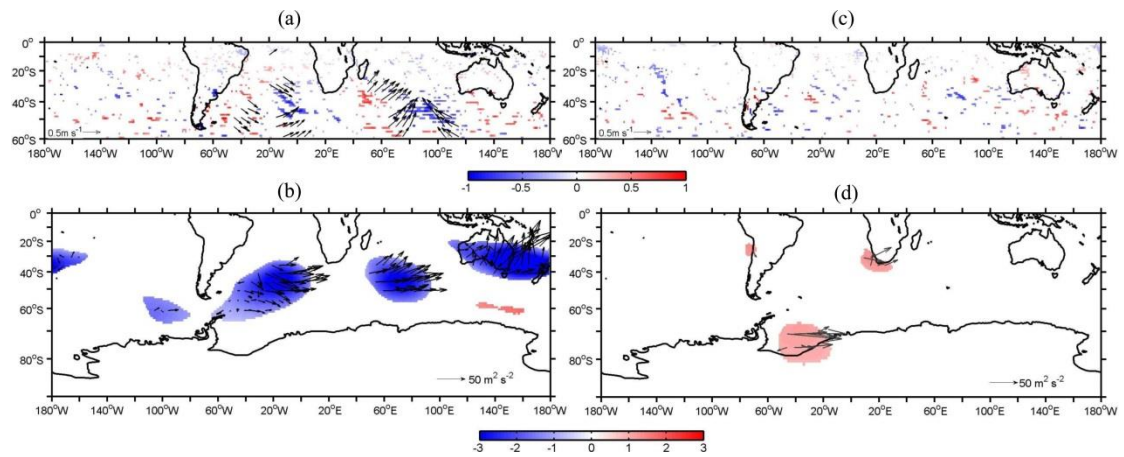 (a) (c)
0° 0°
20°S 20°S
40°S 40°S
0.5m s⁻¹ 0.5m s⁻¹
60°S 60°S
180°W 140°W 100°W 60°W 20°W 20°E 60°E 100°E 140°E 180°W 180°W 140°W 100°W 60°W 20°W 20°E 60°E 100°E 140°E 180°W
-1 -0.5 0 0.5 1
(b) (d)
0° 0°
20°S 20°S
40°S 40°S
60°S 60°S
80°S 80°S
50 m² s⁻² 50 m² s⁻²
180°W 140°W 100°W 60°W 20°W 20°E 60°E 100°E 140°E 180°W 180°W 140°W 100°W 60°W 20°W 20°E 60°E 100°E 140°E 180°W
-3 -2 -1 0 1 2 3